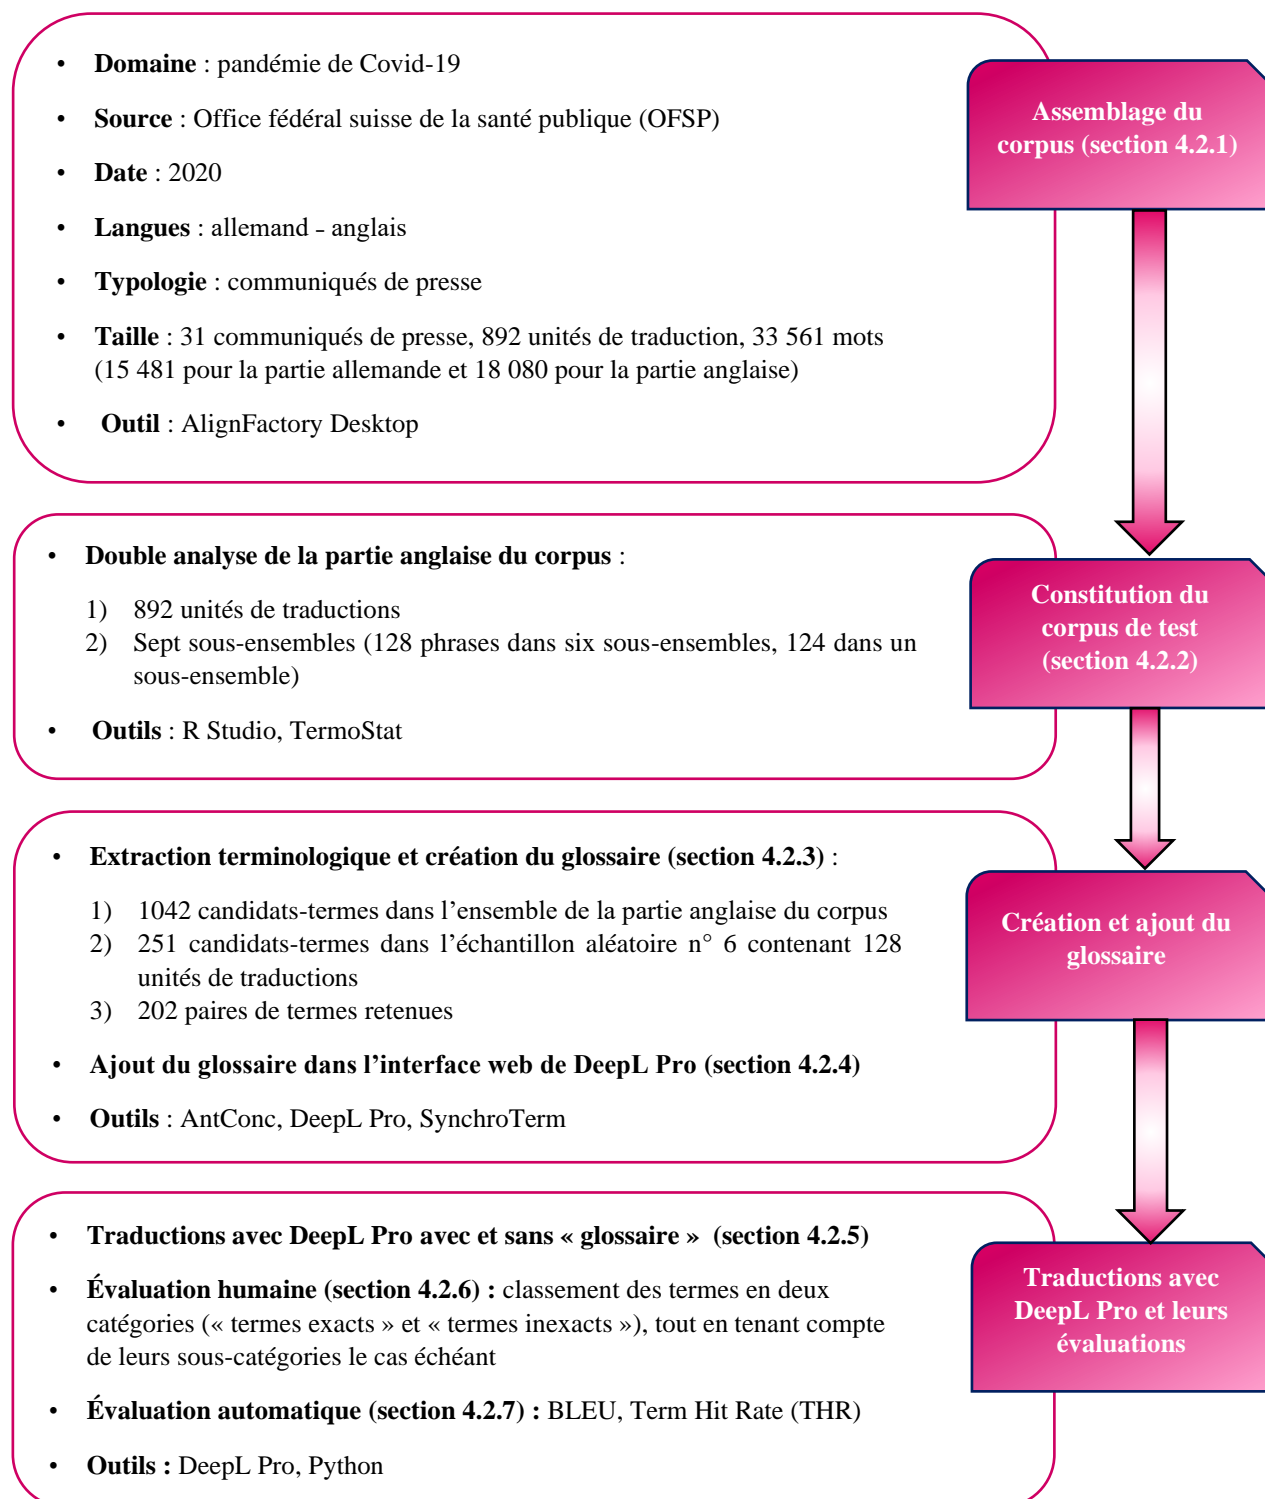 • Domaine : pandémie de Covid-19
• Source : Office fédéral suisse de la santé publique (OFSP)
• Date : 2020
• Langues : allemand - anglais
• Typologie : communiqués de presse
• Taille : 31 communiqués de presse, 892 unités de traduction, 33 561 mots
(15 481 pour la partie allemande et 18 080 pour la partie anglaise)
• Outil : AlignFactory Desktop
Assemblage du
corpus (section 4.2.1)
• Double analyse de la partie anglaise du corpus :
1) 892 unités de traductions
2) Sept sous-ensembles (128 phrases dans six sous-ensembles, 124 dans un
sous-ensemble)
• Outils : R Studio, TermoStat
Constitution du
corpus de test
(section 4.2.2)
• Extraction terminologique et création du glossaire (section 4.2.3) :
1) 1042 candidats-termes dans l’ensemble de la partie anglaise du corpus
2) 251 candidats-termes dans l’échantillon aléatoire n° 6 contenant 128
unités de traductions
3) 202 paires de termes retenues
• Ajout du glossaire dans l’interface web de DeepL Pro (section 4.2.4)
• Outils : AntConc, DeepL Pro, SynchroTerm
Création et ajout du
glossaire
• Traductions avec DeepL Pro avec et sans « glossaire » (section 4.2.5)
• Évaluation humaine (section 4.2.6) : classement des termes en deux
catégories (« termes exacts » et « termes inexacts »), tout en tenant compte
de leurs sous-catégories le cas échéant
• Évaluation automatique (section 4.2.7) : BLEU, Term Hit Rate (THR)
• Outils : DeepL Pro, Python
Traductions avec
DeepL Pro et leurs
évaluations